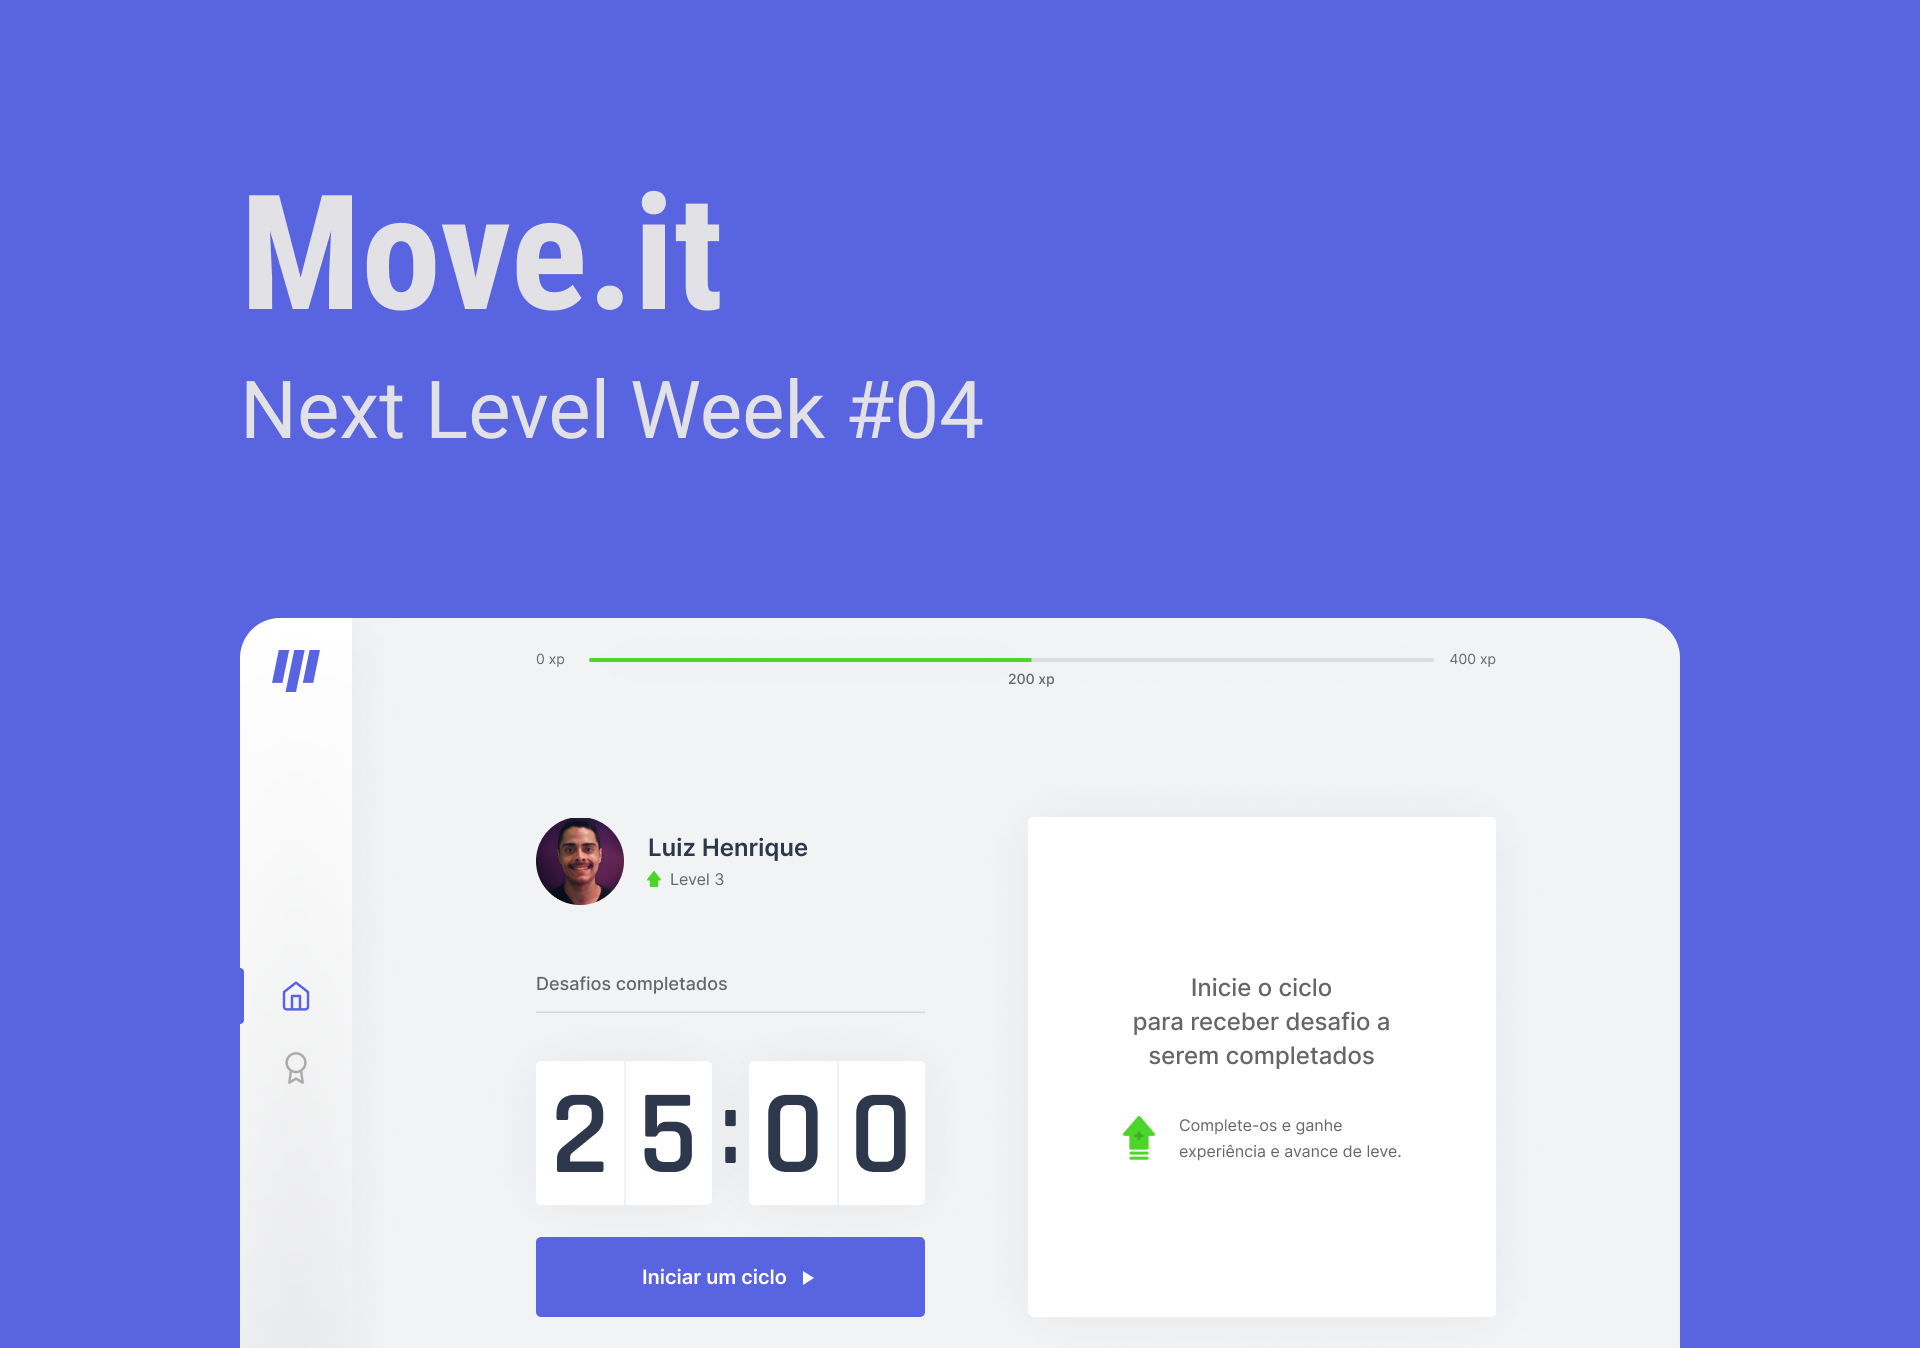 Move.it
Next Level Week #04
0 xp
400 xp
200 xp
Luiz Henrique
Level 3
Desafios completados
25:00
Iniciar um ciclo
Inicie o ciclo
para receber desafio a
serem completados
Complete-os e ganhe
experiência e avance de leve.